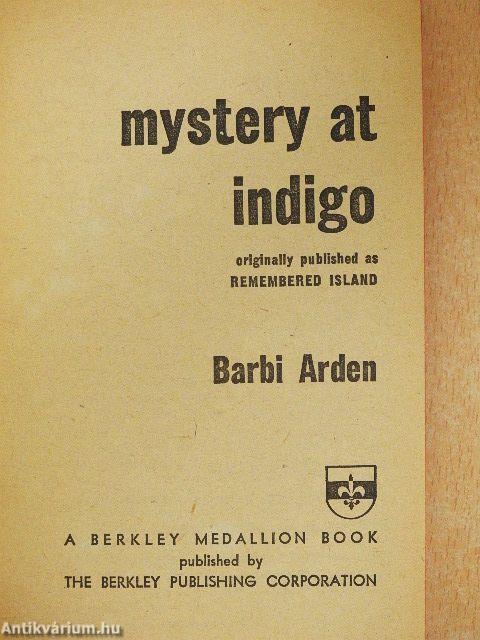 mystery at
indigo
originally published as
REMEMBERED ISLAND
Barbi Arden
A BERKLEY MEDALLION BOOK
published by
THE BERKLEY PUBLISHING CORPORATION
Antikvárium.hu